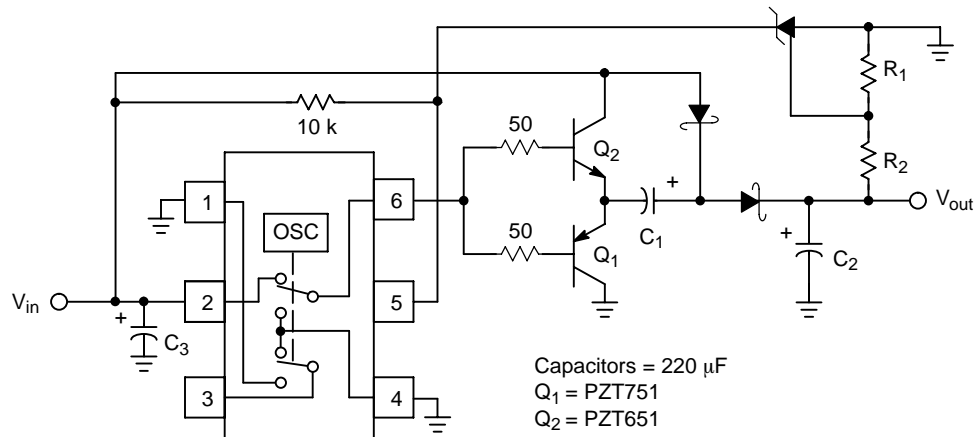 R1
10 k
50
Q2
R2
1
6
Vout
OSC
+
C1
50
Q1
+
C2
Vin
2
5
+
C3
3
4
Capacitors = 220 μF
Q1 = PZT751
Q2 = PZT651